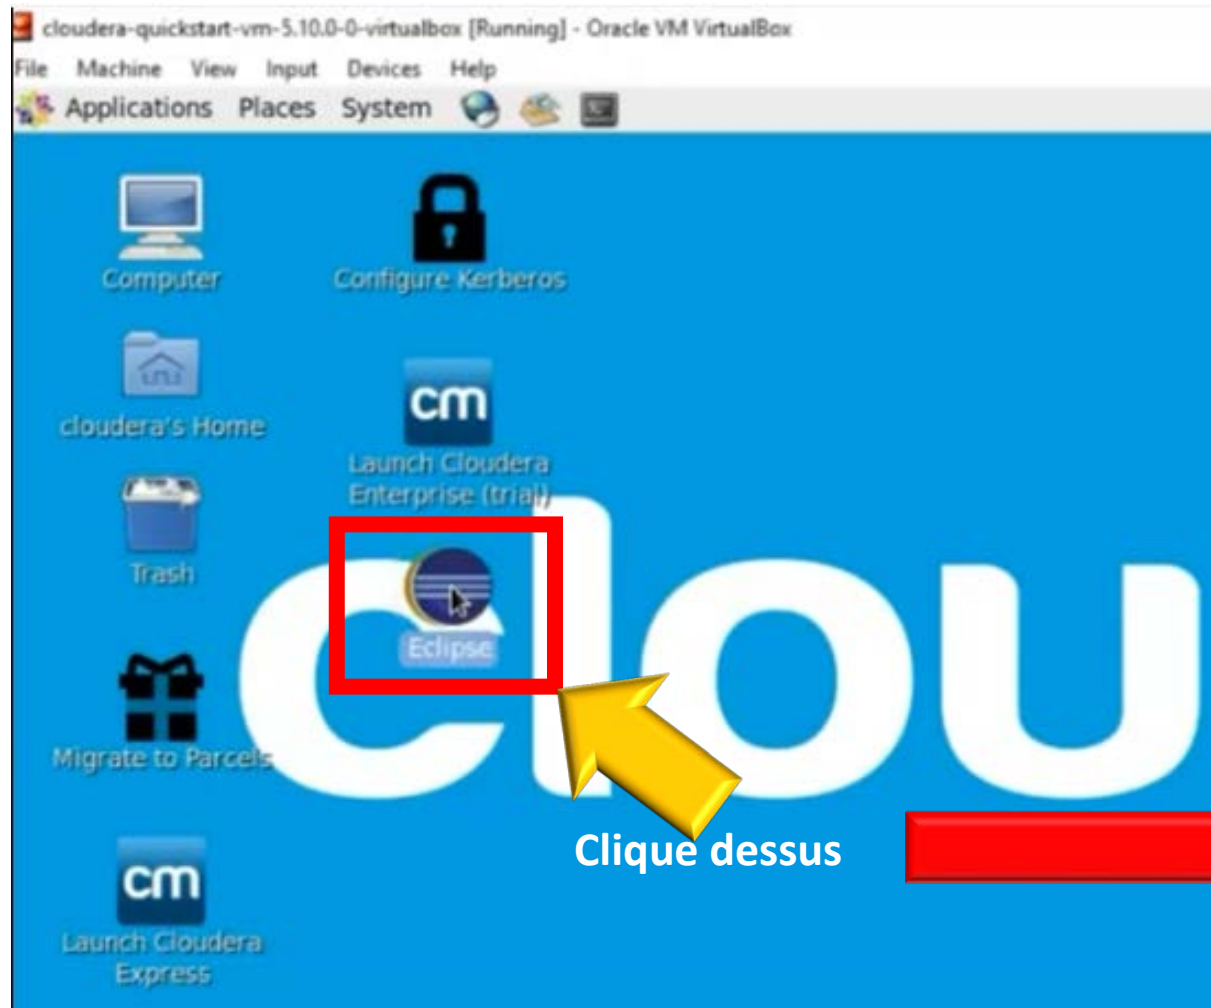 cloudera-quickstart-vm-5.10.0-0-virtualbox [Running] - Oracle VM VirtualBox
File Machine View Input Devices Help
Applications Places System
Computer
Configure Kerberos
cloudera's Home
cm
Launch Cloudera
Enterprise (trial)
Trash
Eclipse
clou
Migrate to Parcels
Clique dessus
cm
Launch Cloudera
Express